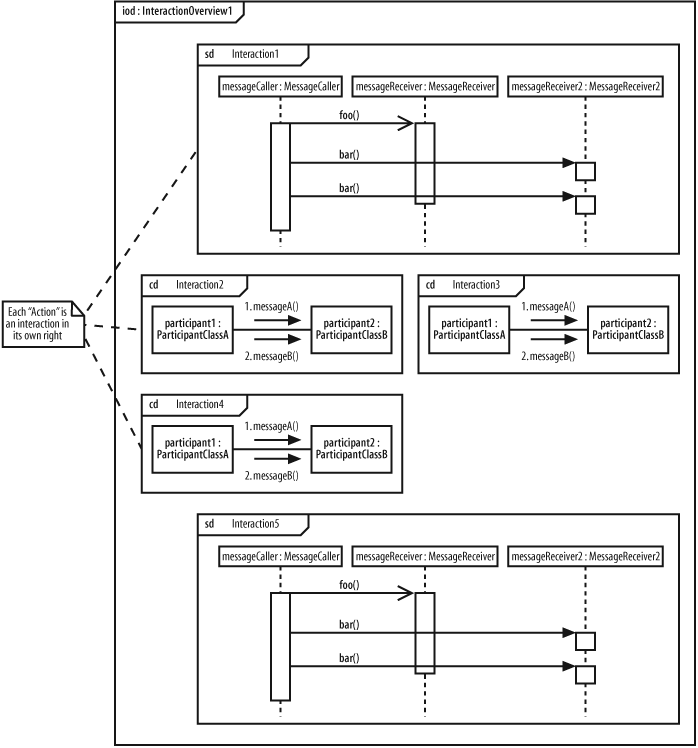 iod : InteractionOverview1
sd Interaction1
messageCaller : MessageCaller
messageReceiver : MessageReceiver
messageReceiver2 : MessageReceiver2
foo()
bar()
bar()
Each “Action” is
an interaction in
its own right
cd Interaction2
participant1 :
ParticipantClassA
1.messageA()
2.messageB()
participant2 :
ParticipantClassB
cd Interaction3
participant1 :
ParticipantClassA
1.messageA()
2.messageB()
participant2 :
ParticipantClassB
cd Interaction4
participant1 :
ParticipantClassA
1.messageA()
2.messageB()
participant2 :
ParticipantClassB
sd Interaction5
messageCaller : MessageCaller
messageReceiver : MessageReceiver
messageReceiver2 : MessageReceiver2
foo()
bar()
bar()